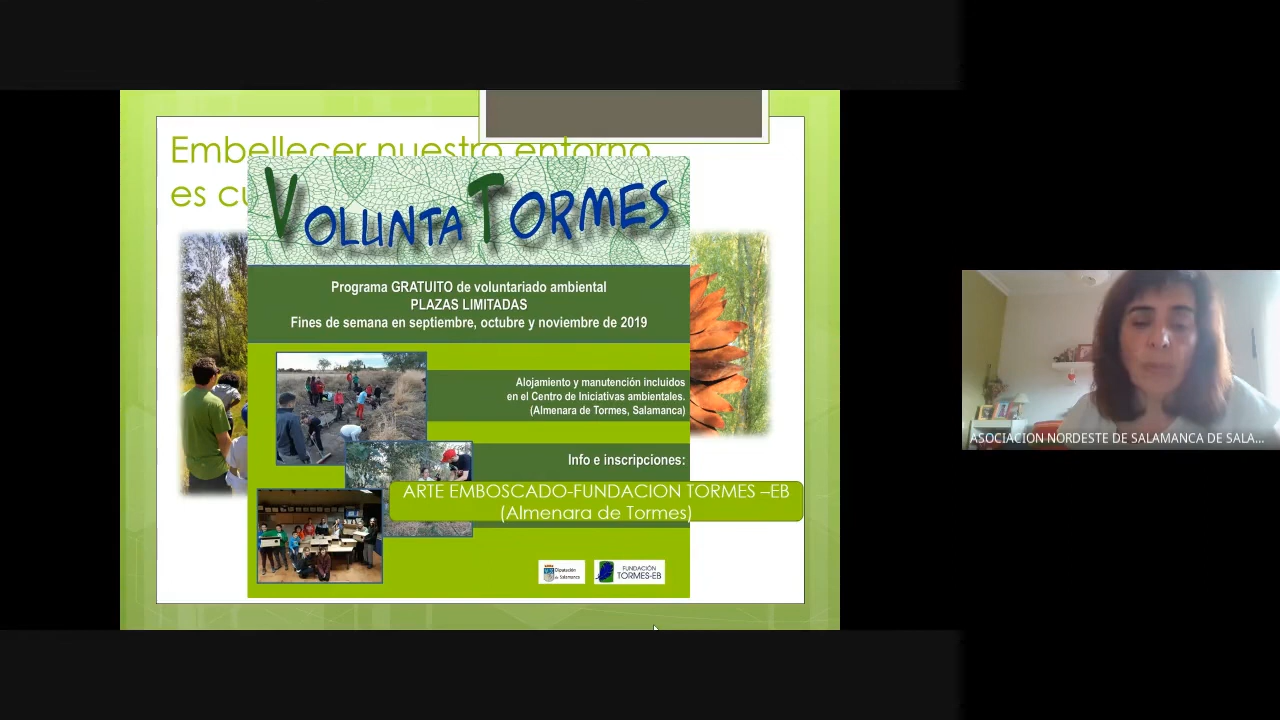 Embellecer nuestro entorno
es cu
VOLUNTATORMES
Programa GRATUITO de voluntariado ambiental
PLAZAS LIMITADAS
Fines de semana en septiembre, octubre y noviembre de 2019
Alojamiento y manutención incluidos
en el Centro de Iniciativas ambientales.
(Almenara de Tormes, Salamanca)
Info e inscripciones:
ARTE EMBOSCADO-FUNDACION TORMES –EB
(Almenara de Tormes)
Diputación
de Salamanca
FUNDACIÓN
TORMES-EB
ASOCIACION NORDESTE DE SALAMANCA DE SALA...